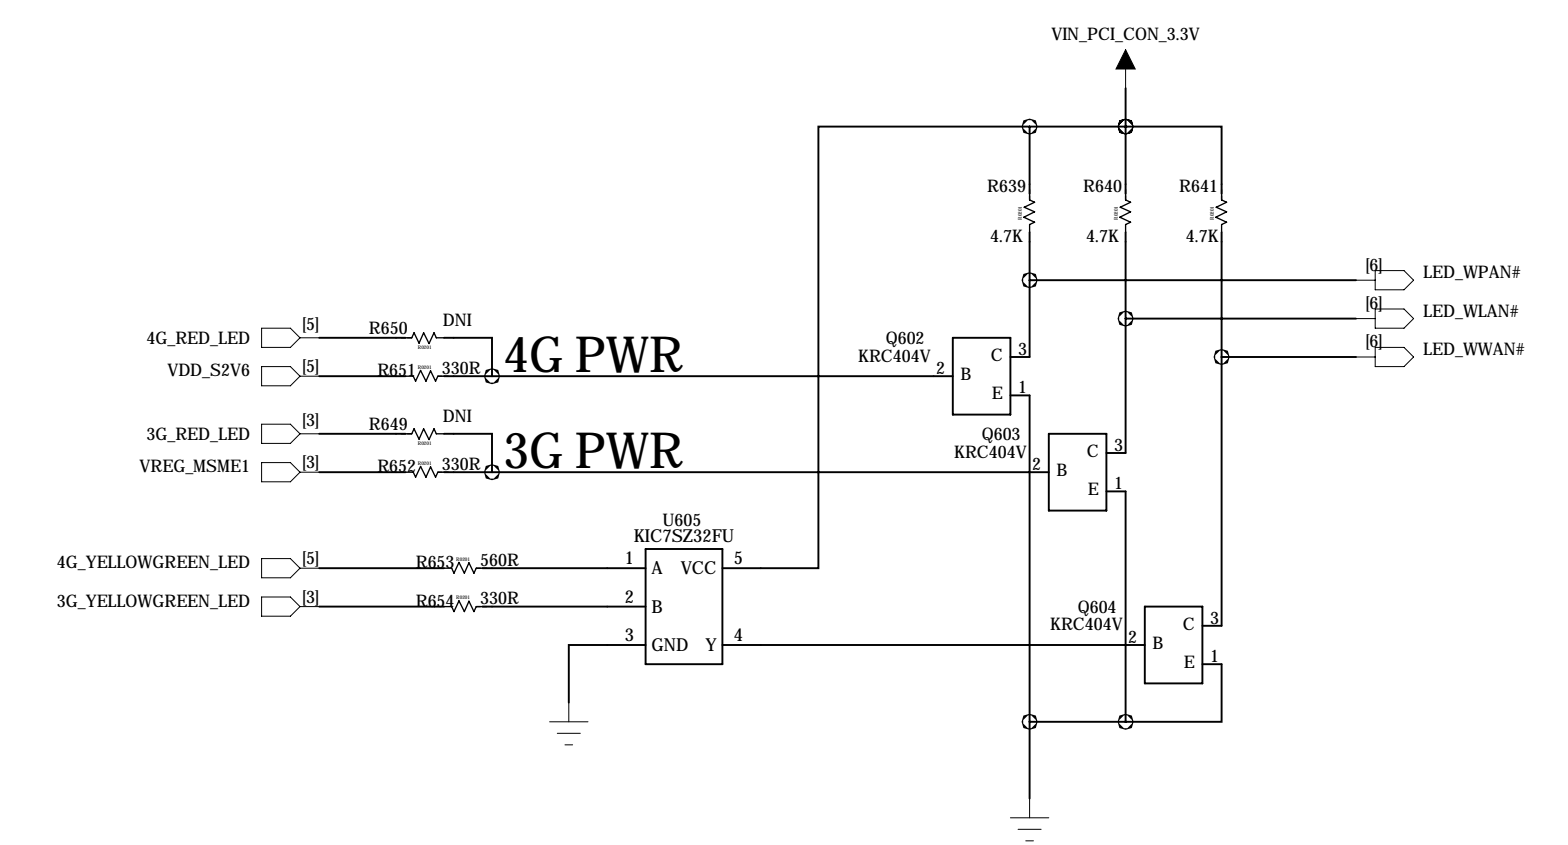 VIN_PCI_CON_3.3V
R639
R640
R641
4.7K
4.7K
4.7K
[6]
LED_WPAN#
[6]
LED_WLAN#
[6]
LED_WWAN#
4G_RED_LED
[5]
R650
DNI
VDD_S2V6
[5]
R651
330R
4G PWR
Q602
KRC404V
2
B
C
3
E
1
3G_RED_LED
[3]
R649
DNI
VREG_MSME1
[3]
R652
330R
3G PWR
Q603
KRC404V
2
B
C
3
E
1
U605
KIC7SZ32FU
4G_YELLOWGREEN_LED
[5]
R653
560R
1
A
VCC
5
3G_YELLOWGREEN_LED
[3]
R654
330R
2
B
3
GND
Y
4
Q604
KRC404V
2
B
C
3
E
1